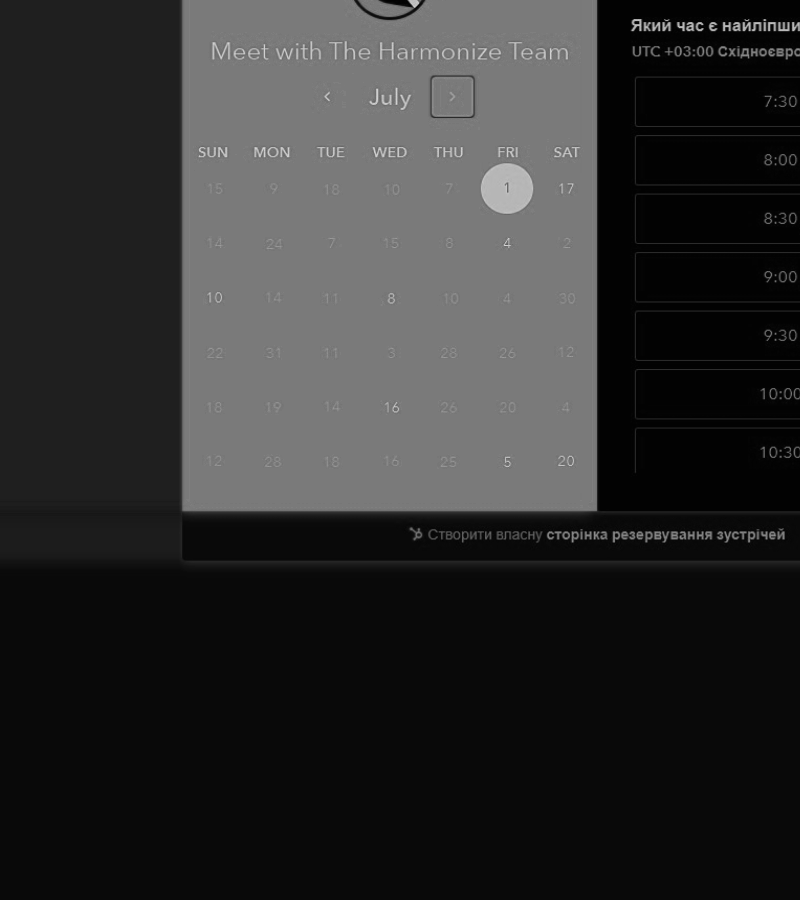 Meet with The Harmonize Team
July
SUN MON TUE WED THU FRI SAT
15 9 18 10 7 1 17
14 24 7 15 8 4 2
10 14 11 8 10 4 30
22 31 11 3 28 26 12
18 19 14 16 26 20 4
12 28 18 16 25 5 20
Який час є
UTC +03:00
7:30
8:00
8:30
9:00
9:30
10:00
10:30
Створити власну сторінка резервування зустрічей